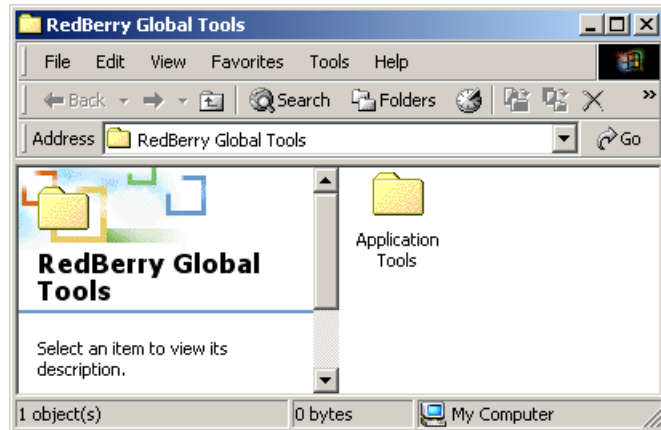 RedBerry Global Tools
File Edit View Favorites Tools Help
Back Search Folders »
Address RedBerry Global Tools Go
RedBerry Global
Tools
Select an item to view its
description.
Application
Tools
1 object(s) 0 bytes My Computer